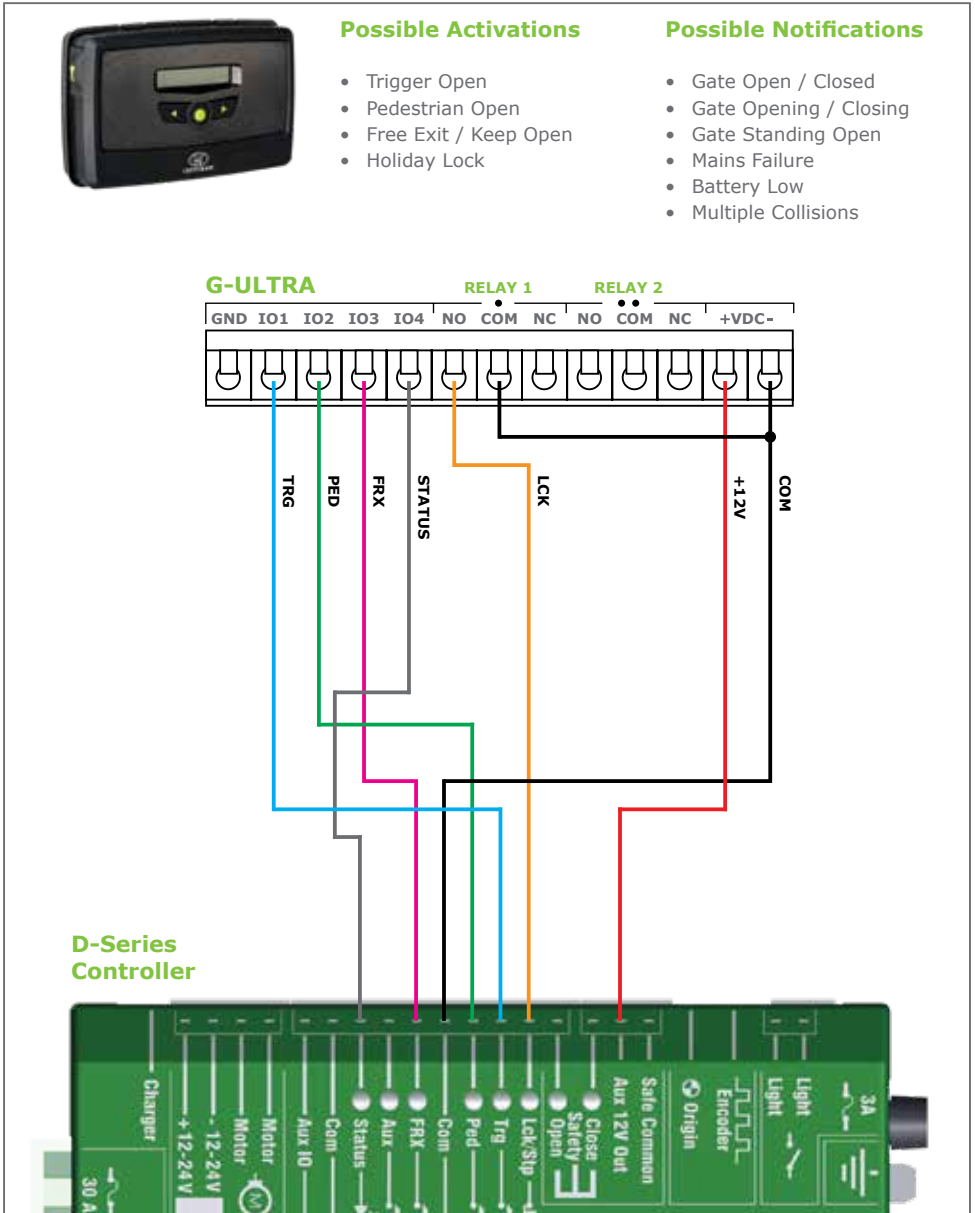 Possible Activations
• Trigger Open
• Pedestrian Open
• Free Exit / Keep Open
• Holiday Lock
Possible Notifications
• Gate Open / Closed
• Gate Opening / Closing
• Gate Standing Open
• Mains Failure
• Battery Low
• Multiple Collisions
G-ULTRA
RELAY 1
RELAY 2
GND IO1 IO2 IO3 IO4 NO COM NC NO COM NC +VDC-
TRG
PED
FRX
STATUS
LCK
+12V
COM
D-Series
Controller
Charger
+12-24V
-12-24V
Motor
Motor
M
30 A
Aux IO
Com
Status
Aux
FRX
Com
Ped
Trg
Lck/Stp
Open
Safety
Close
Aux 12V Out
Safe Common
Origin
Encoder
Light
Light
3A